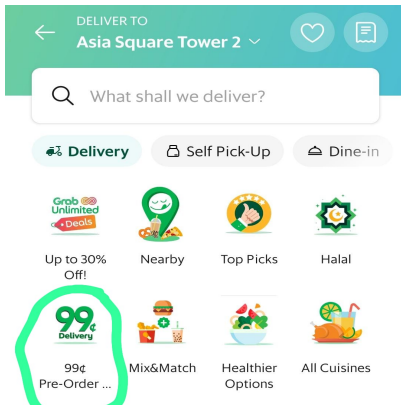 DELIVER TO
Asia Square Tower 2
What shall we deliver?
Delivery
Self Pick-Up
Dine-in
Grab
Unlimited
Deals
Up to 30%
Off!
Nearby
Top Picks
Halal
99¢
Delivery
99¢
Pre-Order ...
Mix&Match
Healthier
Options
All Cuisines